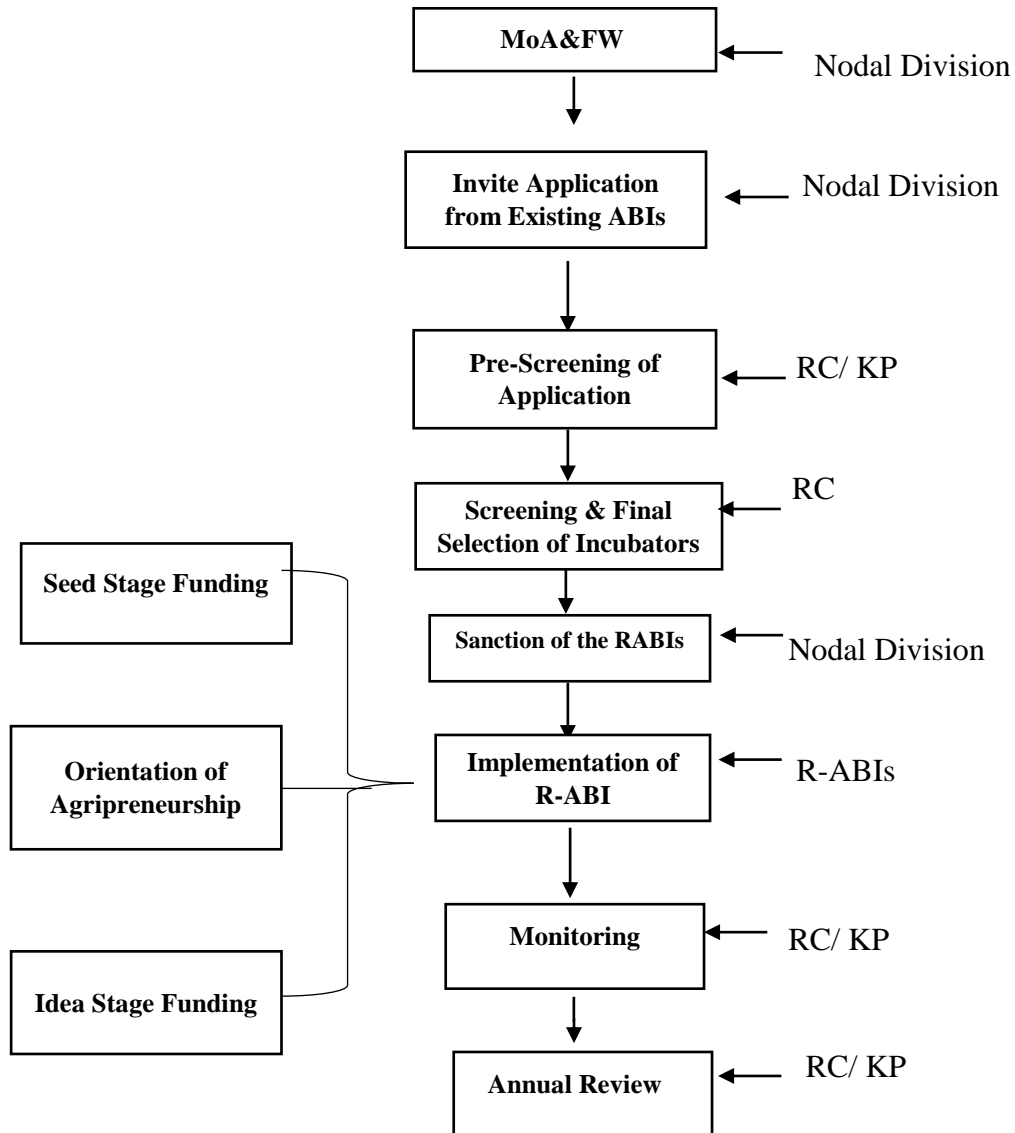 MoA&FW
Nodal Division
Invite Application
from Existing ABIs
Nodal Division
Pre-Screening of
Application
RC/ KP
Screening & Final
Selection of Incubators
RC
Seed Stage Funding
Sanction of the RABIs
Nodal Division
Orientation of
Agripreneurship
Implementation of
R-ABI
R-ABIs
Monitoring
RC/ KP
Idea Stage Funding
Annual Review
RC/ KP